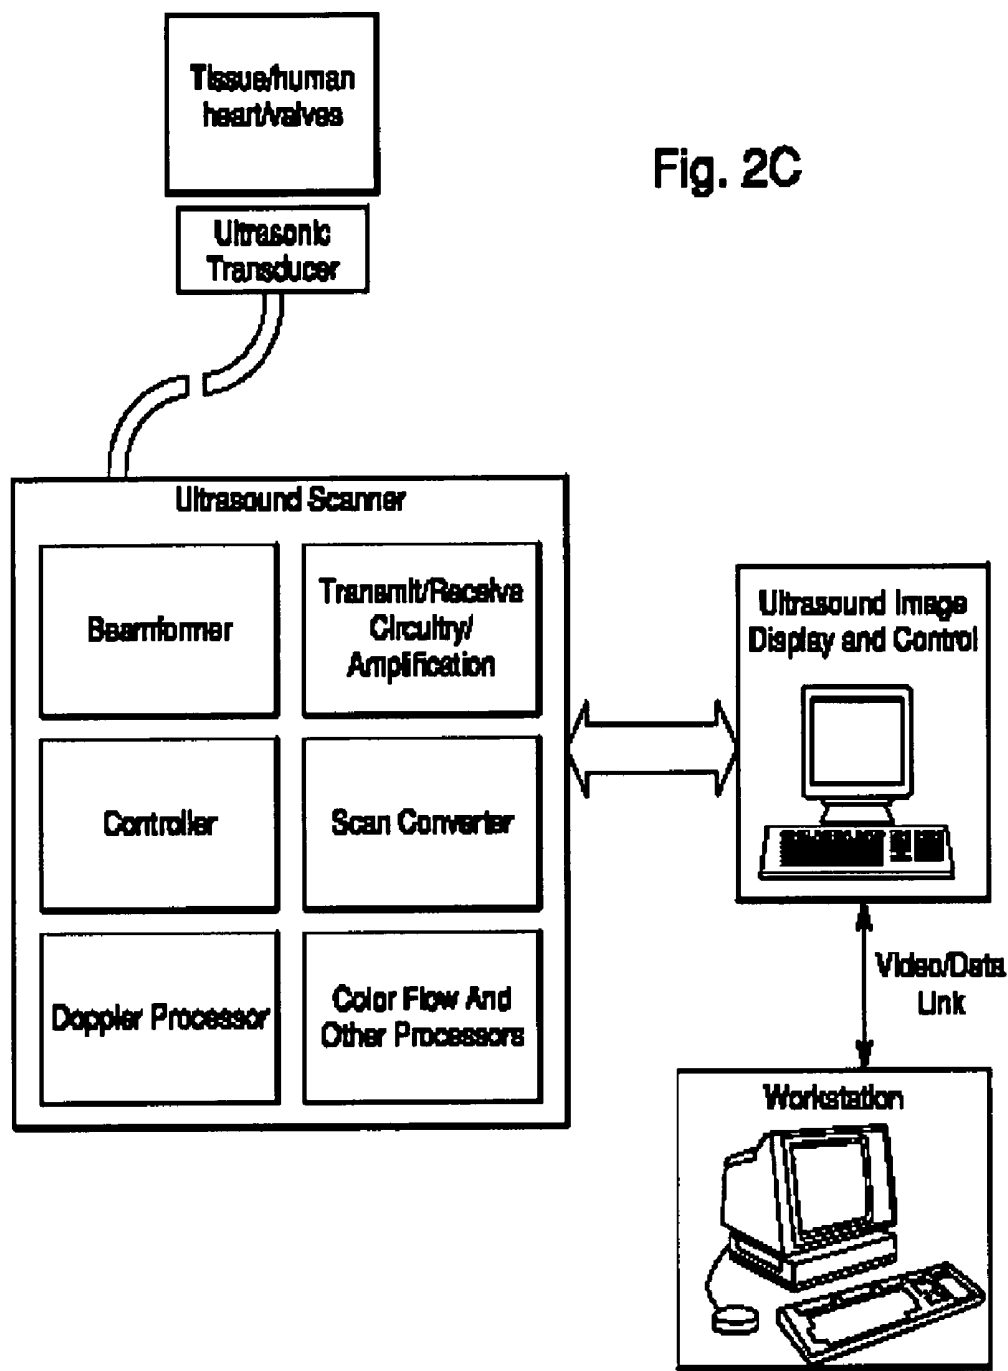 Tissue/human
heart/valves
Fig. 2C
Ultrasonic
Transducer
Ultrasound Scanner
Beamformer
Transmit/Receive
Circuitry/
Amplification
Ultrasound Image
Display and Control
Controller
Scan Converter
Doppler Processor
Color Flow And
Other Processors
Video/Data
Link
Workstation